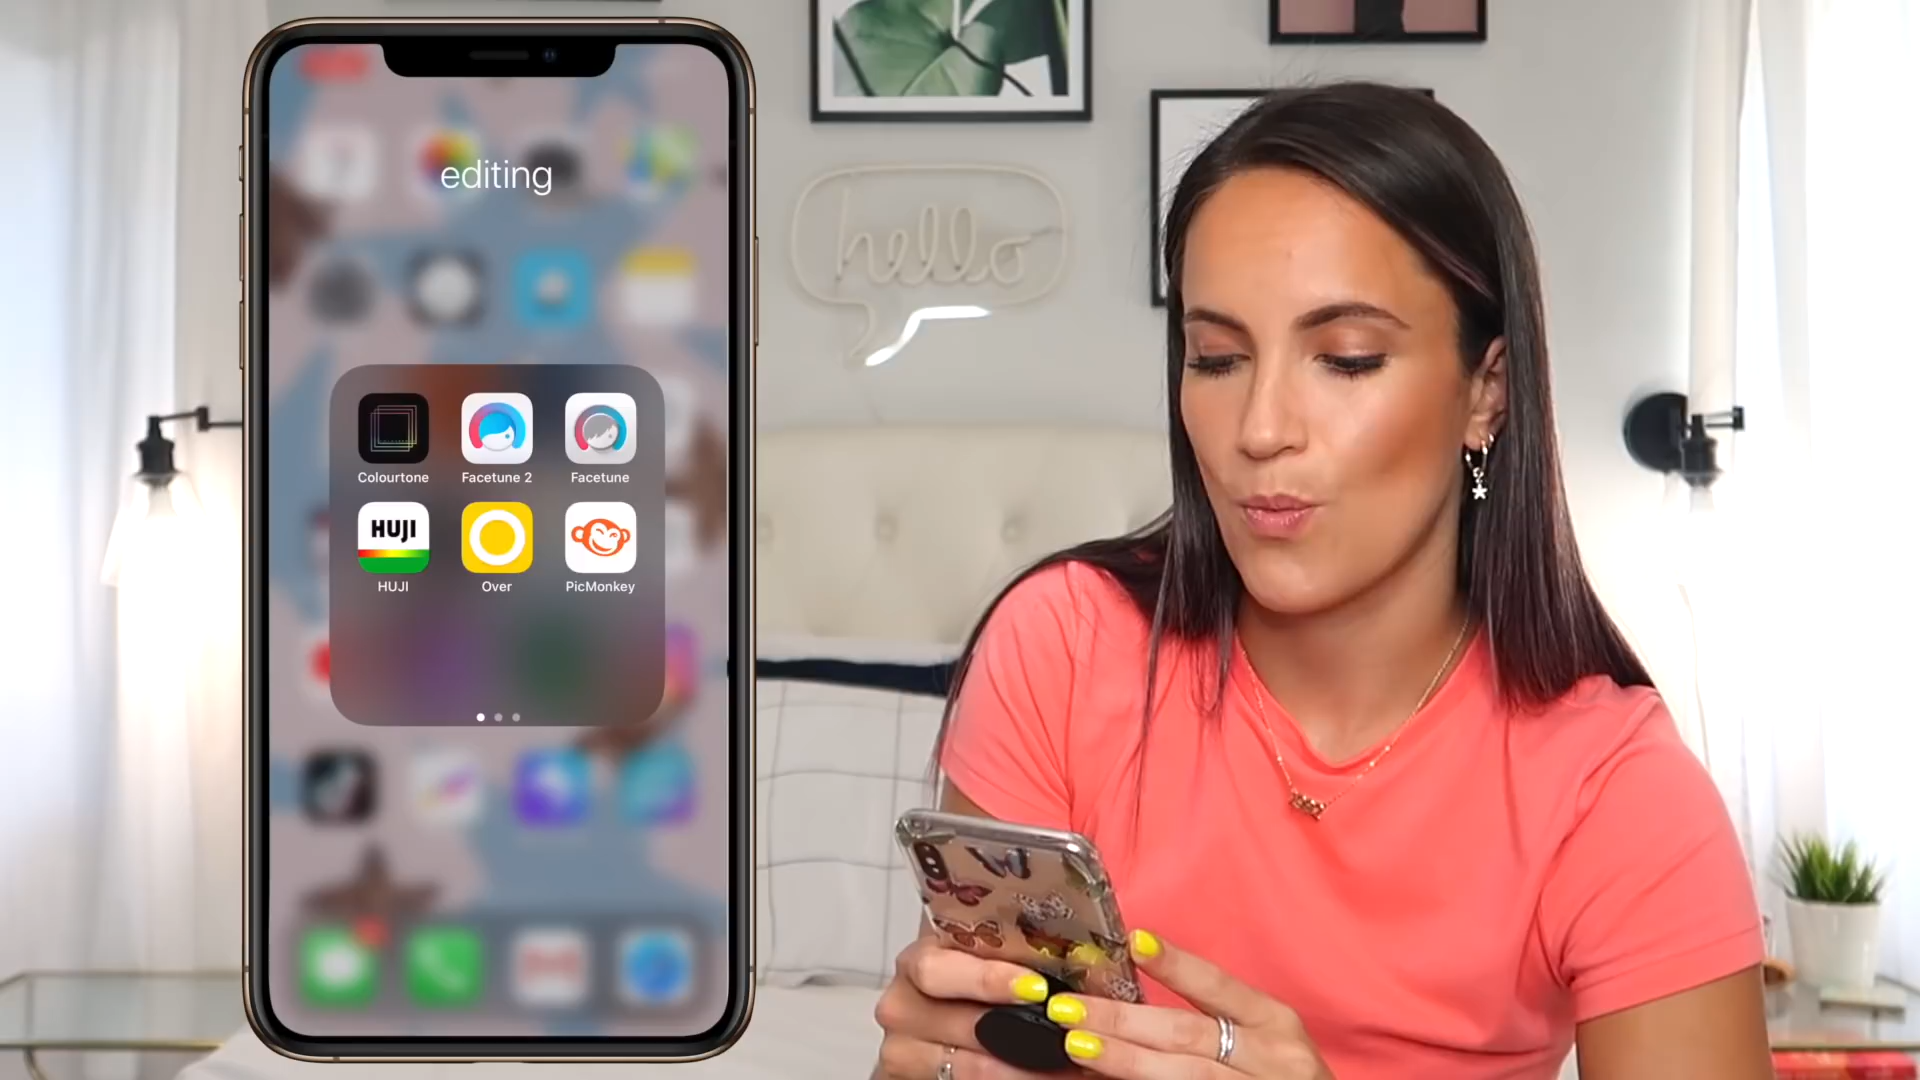 editing
Colourtone
Facetune 2
Facetune
HUJI
HUJI
Over
PicMonkey
hello